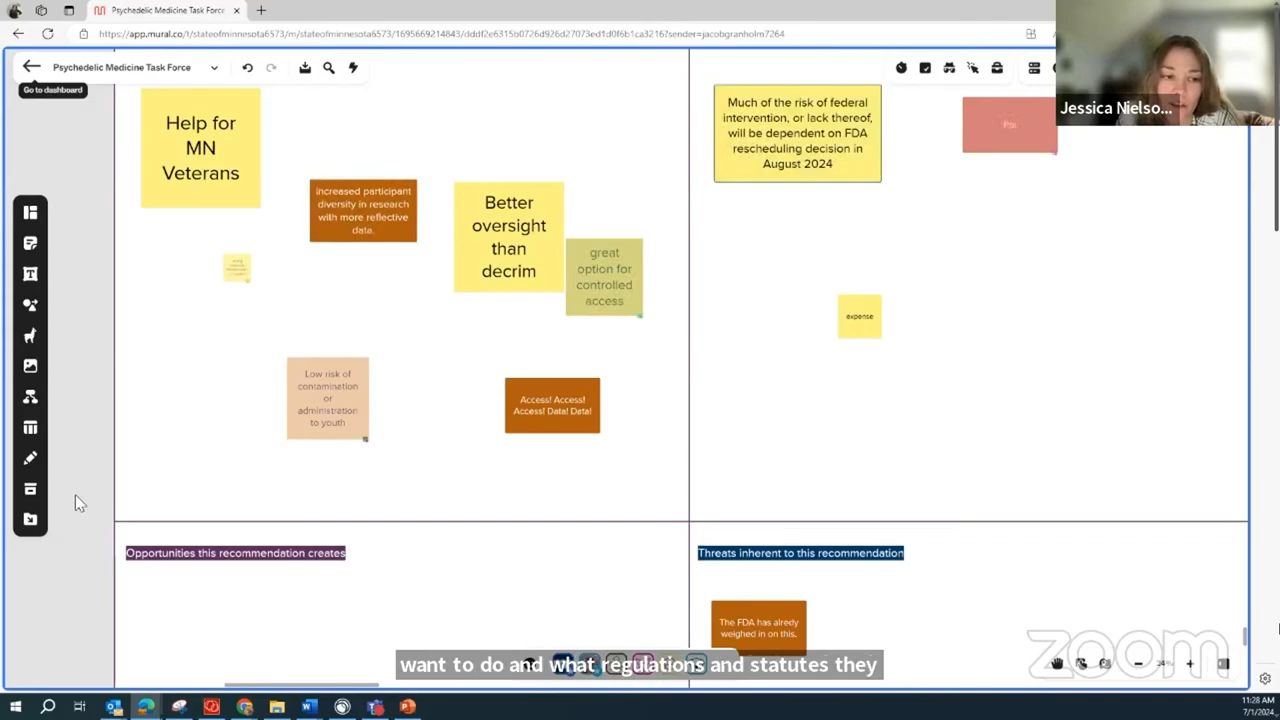 Psychedelic Medicine Task Force
https://app.mural.co/t/stateofminnesota6573/m/stateofminnesota6573/1695669214843/dddf2e6315b0726d926d27073ed1d0f6b1ca3216?sender=jacobgranholm7264
Psychedelic Medicine Task Force
Go to dashboard
Jessica Nielso...
Help for
MN
Veterans
increased participant
diversity in research
with more reflective
data.
Better
oversight
than
decrim
great
option for
controlled
access
Low risk of
contamination
or
administration
to youth
Access! Access!
Access! Data! Data!
Much of the risk of federal
intervention, or lack thereof,
will be dependent on FDA
rescheduling decision in
August 2024
expense
Opportunities this recommendation creates
Threats inherent to this recommendation
The FDA has alredy
weighed in on this.
want to do and what regulations and statutes they
zoom
11:28 AM
7/1/2024